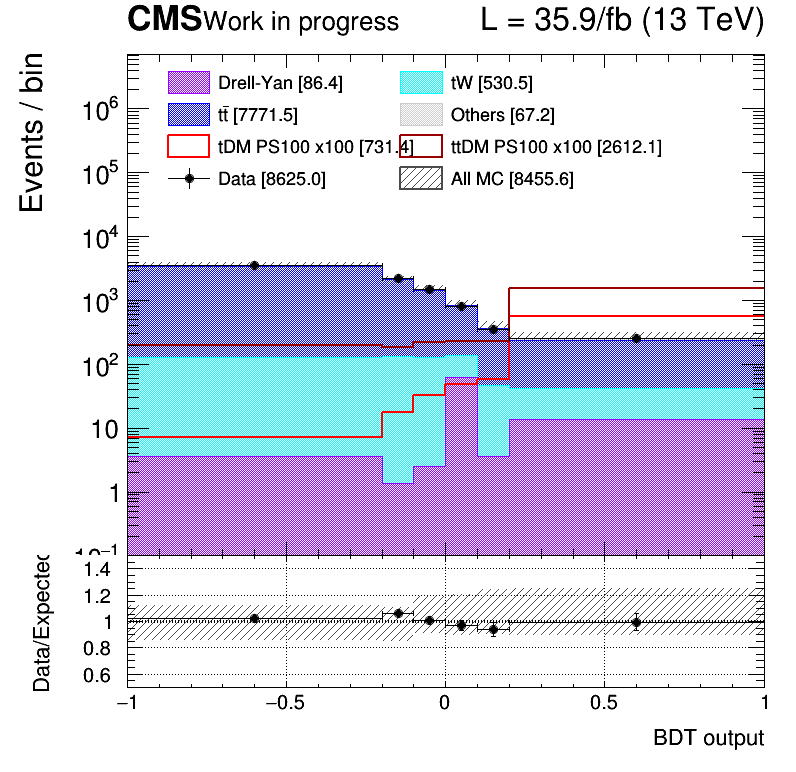 CMS Work in progress L = 35.9/fb (13 TeV)
Events / bin
Drell-Yan [86.4] tW [530.5]
tt̄ [7771.5] Others [67.2]
tDM PS100 x100 [731.4] ttDM PS100 x100 [2612.1]
Data [8625.0] All MC [8455.6]
10⁶
10⁵
10⁴
10³
10²
10
1
10⁻¹
Data/Expected
1.4
1.2
1
0.8
0.6
−1 −0.5 0 0.5 1
BDT output